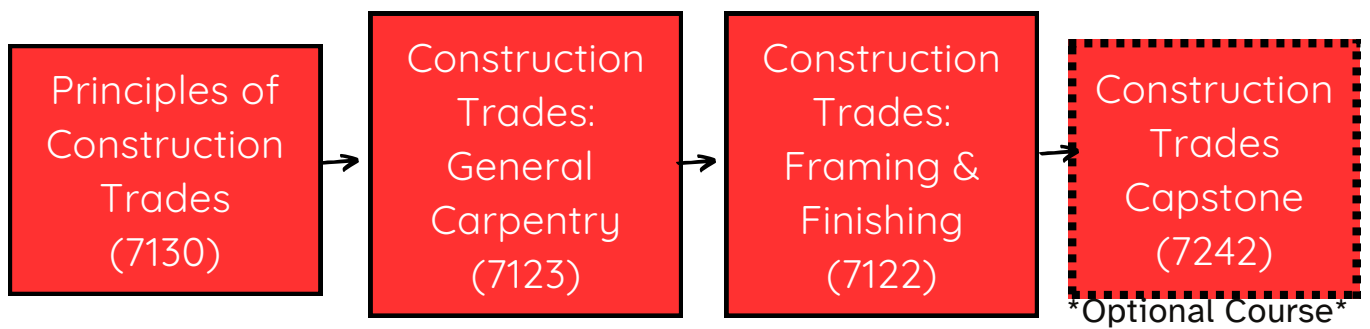 Principles of
Construction
Trades
(7130)
Construction
Trades:
General
Carpentry
(7123)
Construction
Trades:
Framing &
Finishing
(7122)
Construction
Trades
Capstone
(7242)
*Optional Course*